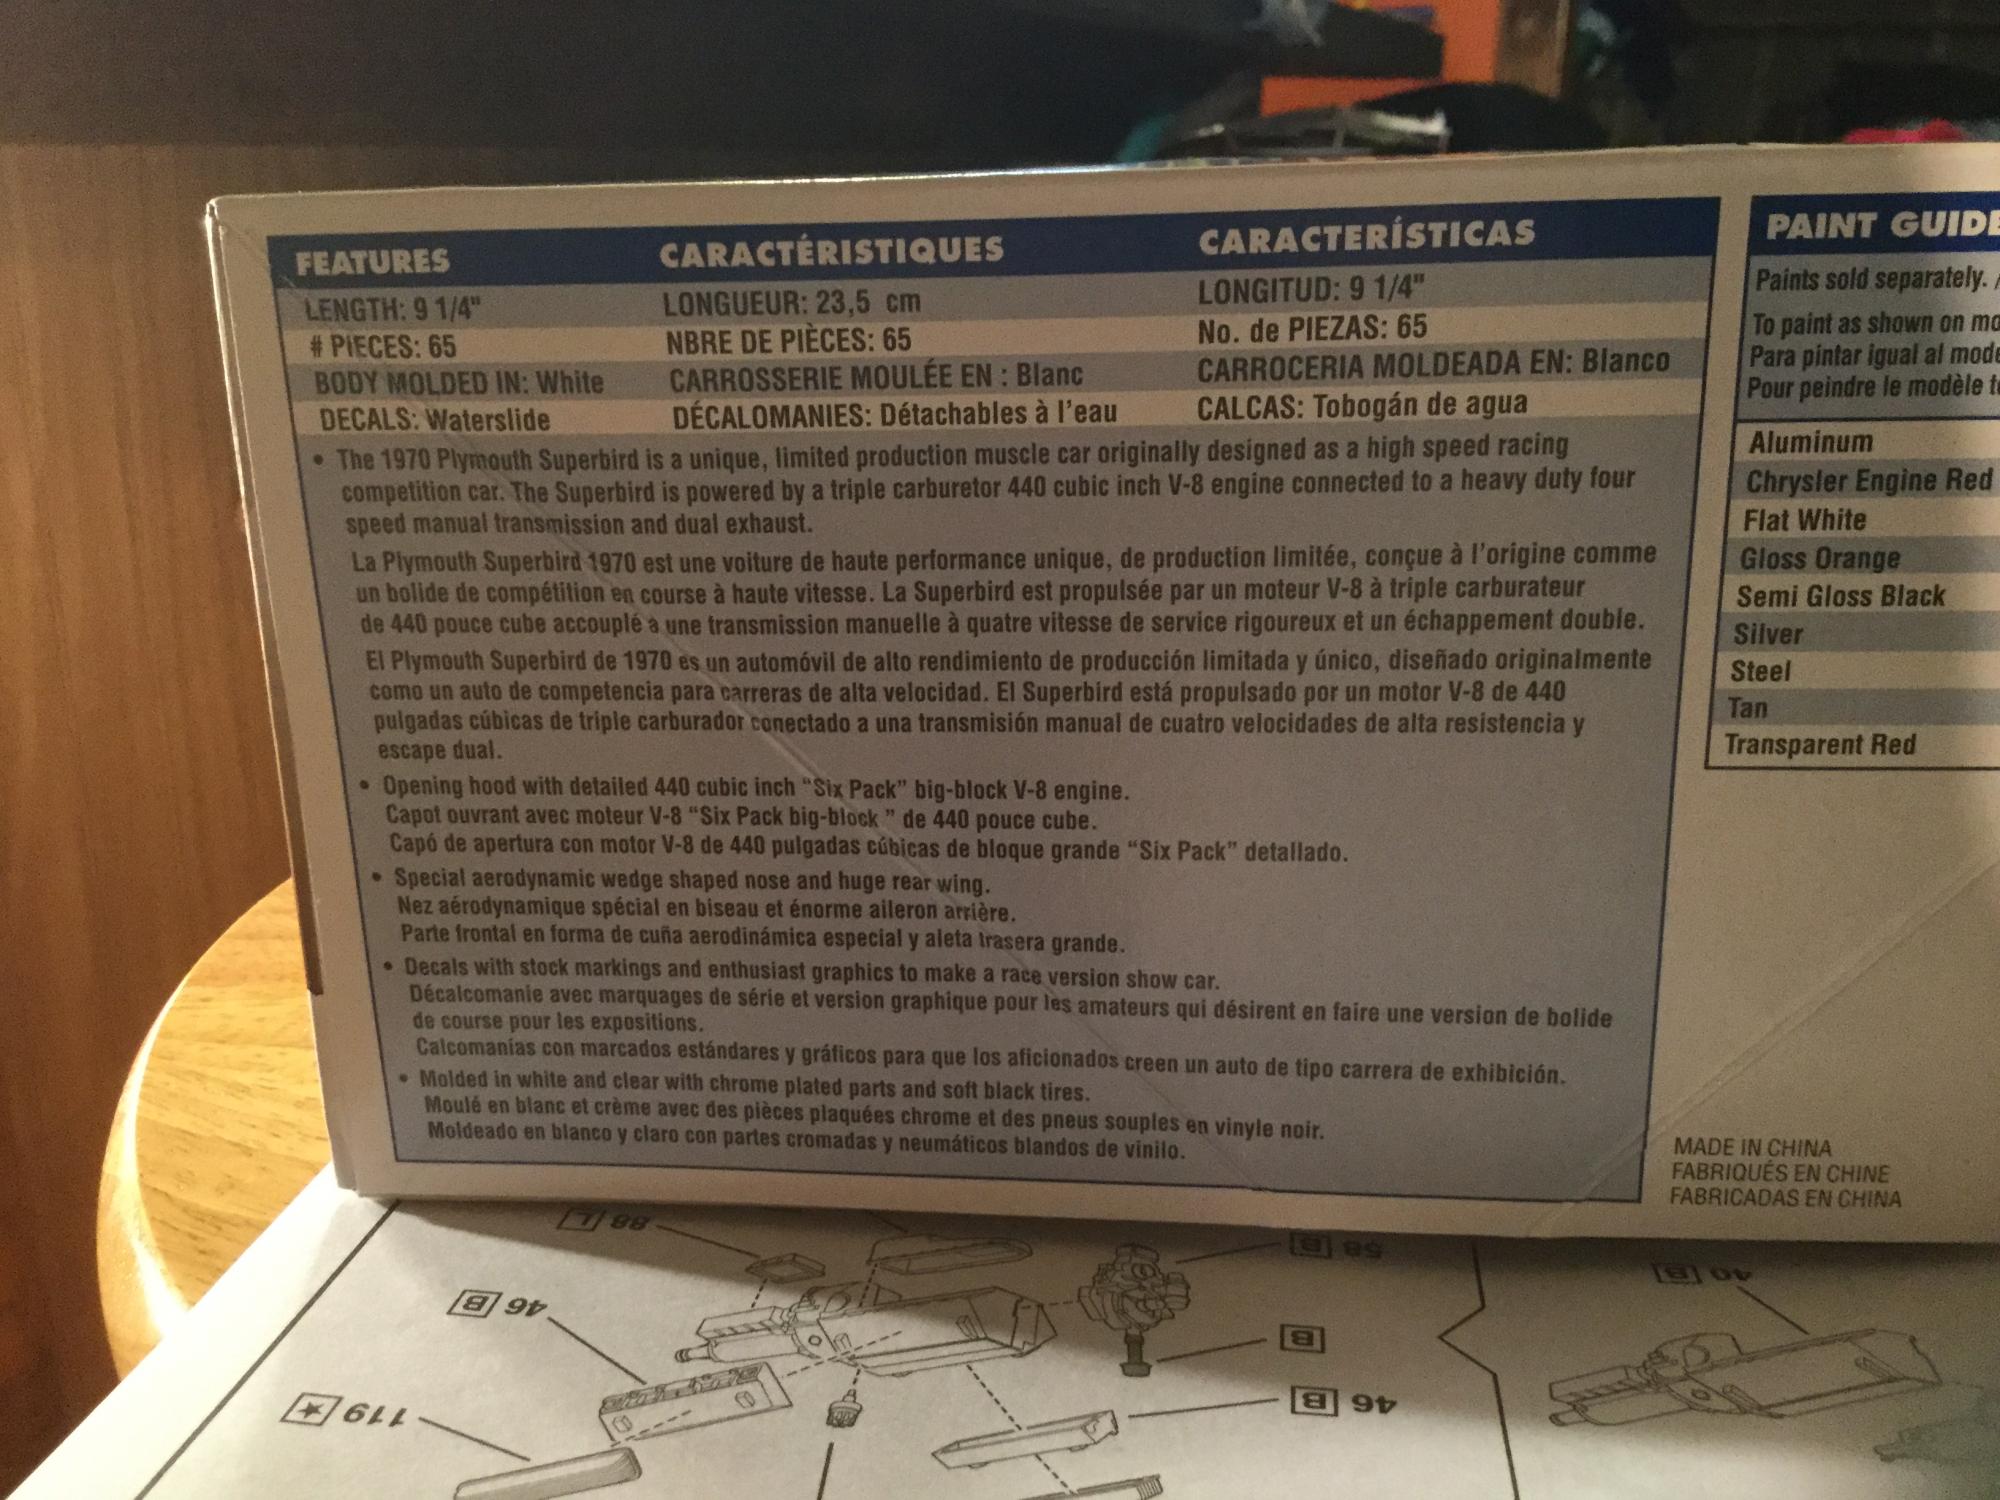 FEATURES CARACTÉRISTIQUES CARACTERÍSTICAS
LENGTH: 9 1/4" LONGUEUR: 23,5 cm LONGITUD: 9 1/4"
# PIECES: 65 NBRE DE PIÈCES: 65 No. de PIEZAS: 65
BODY MOLDED IN: White CARROSSERIE MOULÉE EN : Blanc CARROCERIA MOLDEADA EN: Blanco
DECALS: Waterslide DÉCALOMANIES: Détachables à l'eau CALCAS: Tobogán de agua
• The 1970 Plymouth Superbird is a unique, limited production muscle car originally designed as a high speed racing
competition car. The Superbird is powered by a triple carburetor 440 cubic inch V-8 engine connected to a heavy duty four
speed manual transmission and dual exhaust.
La Plymouth Superbird 1970 est une voiture de haute performance unique, de production limitée, conçue à l'origine comme
un bolide de compétition en course à haute vitesse. La Superbird est propulsée par un moteur V-8 à triple carburateur
de 440 pouce cube accouplé à une transmission manuelle à quatre vitesse de service rigoureux et un échappement double.
El Plymouth Superbird de 1970 es un automóvil de alto rendimiento de producción limitada y único, diseñado originalmente
como un auto de competencia para carreras de alta velocidad. El Superbird está propulsado por un motor V-8 de 440
pulgadas cúbicas de triple carburador conectado a una transmisión manual de cuatro velocidades de alta resistencia y
escape dual.
• Opening hood with detailed 440 cubic inch "Six Pack" big-block V-8 engine.
Capot ouvrant avec moteur V-8 "Six Pack big-block " de 440 pouce cube.
Capó de apertura con motor V-8 de 440 pulgadas cúbicas de bloque grande "Six Pack" detallado.
• Special aerodynamic wedge shaped nose and huge rear wing.
Nez aérodynamique spécial en biseau et énorme aileron arrière.
Parte frontal en forma de cuña aerodinámica especial y aleta trasera grande.
• Decals with stock markings and enthusiast graphics to make a race version show car.
Décalcomanie avec marquages de série et version graphique pour les amateurs qui désirent en faire une version de bolide
de course pour les expositions.
Calcomanías con marcados estándares y gráficos para que los aficionados creen un auto de tipo carrera de exhibición.
• Molded in white and clear with chrome plated parts and soft black tires.
Moulé en blanc et crème avec des pièces plaquées chrome et des pneus souples en vinyle noir.
Moldeado en blanco y claro con partes cromadas y neumáticos blandos de vinilo.
PAINT GUIDE
Paints sold separately. /
To paint as shown on
Para pintar igual al
Pour peindre le modèle
Aluminum
Chrysler Engine Red
Flat White
Gloss Orange
Semi Gloss Black
Silver
Steel
Tan
Transparent Red
MADE IN CHINA
FABRIQUÉS EN CHINE
FABRICADAS EN CHINA
88 L
58 B
40 B
46 B
B
46 B
119